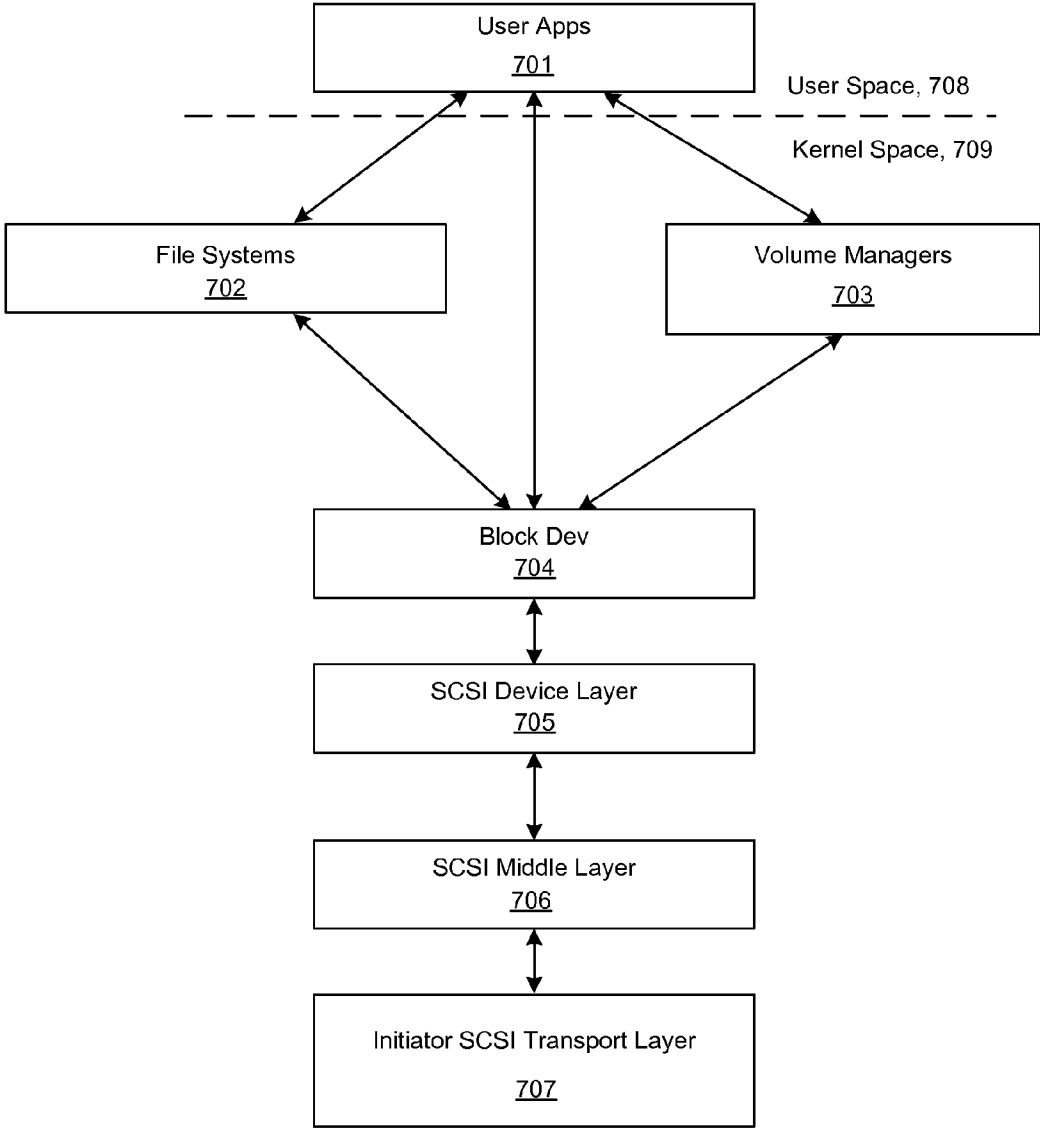 User Apps
701
User Space, 708
Kernel Space, 709
File Systems
702
Volume Managers
703
Block Dev
704
SCSI Device Layer
705
SCSI Middle Layer
706
Initiator SCSI Transport Layer
707